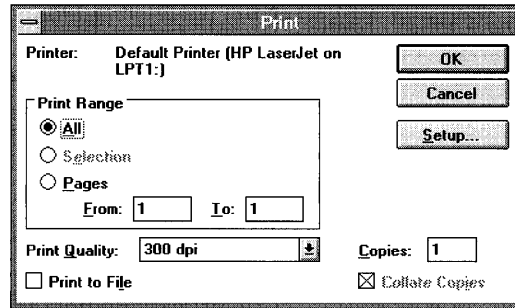 Print
Printer: Default Printer (HP LaserJet on
LPT1:)
OK
Cancel
Setup...
Print Range
All
Selection
Pages
From: 1 To: 1
Print Quality: 300 dpi
Copies: 1
Print to File
Collate Copies